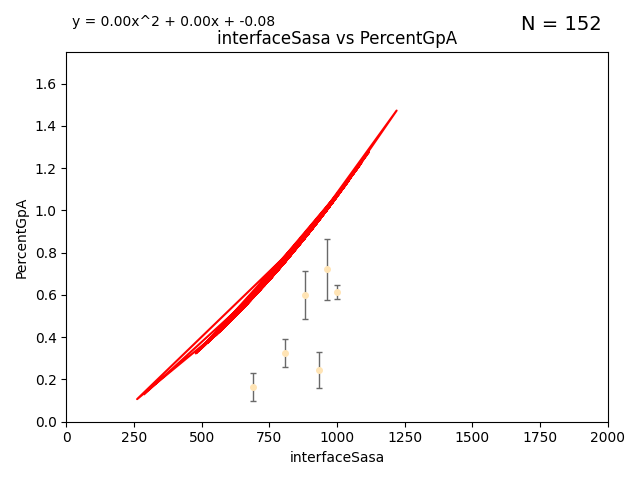 y = 0.00x^2 + 0.00x + -0.08
N = 152
interfaceSasa vs PercentGpA
PercentGpA
1.6
1.4
1.2
1.0
0.8
0.6
0.4
0.2
0.0
0 250 500 750 1000 1250 1500 1750 2000
interfaceSasa